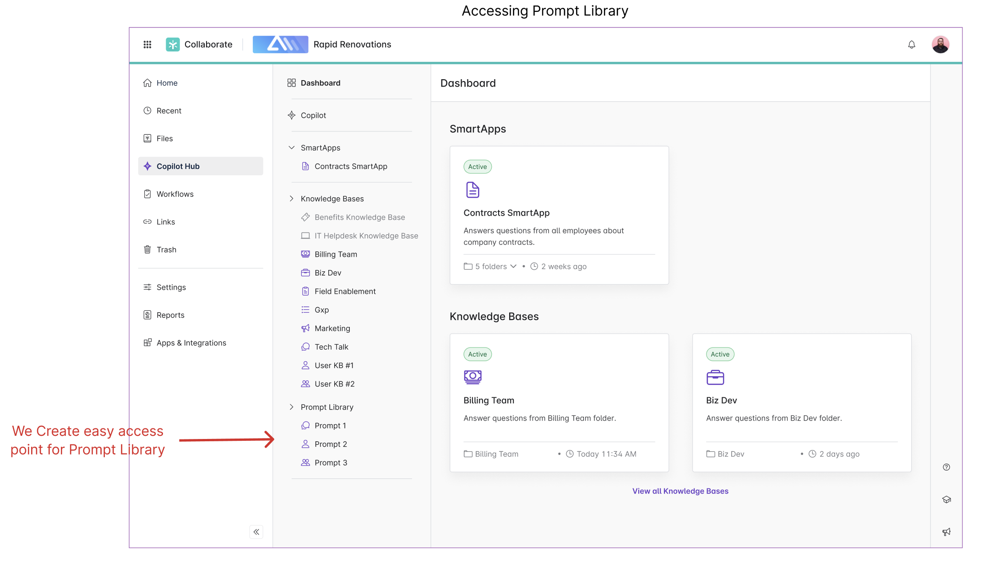 Accessing Prompt Library
Collaborate
Rapid Renovations
Home
Recent
Files
Copilot Hub
Workflows
Links
Trash
Settings
Reports
Apps & Integrations
Dashboard
Copilot
SmartApps
Contracts SmartApp
Knowledge Bases
Benefits Knowledge Base
IT Helpdesk Knowledge Base
Billing Team
Biz Dev
Field Enablement
Gxp
Marketing
Tech Talk
User KB #1
User KB #2
Prompt Library
Prompt 1
Prompt 2
Prompt 3
We Create easy access
point for Prompt Library
Dashboard
SmartApps
Active
Contracts SmartApp
Answers questions from all employees about
company contracts.
5 folders • 2 weeks ago
Knowledge Bases
Active
Billing Team
Answer questions from Billing Team folder.
Billing Team • Today 11:34 AM
Active
Biz Dev
Answer questions from Biz Dev folder.
Biz Dev • 2 days ago
View all Knowledge Bases